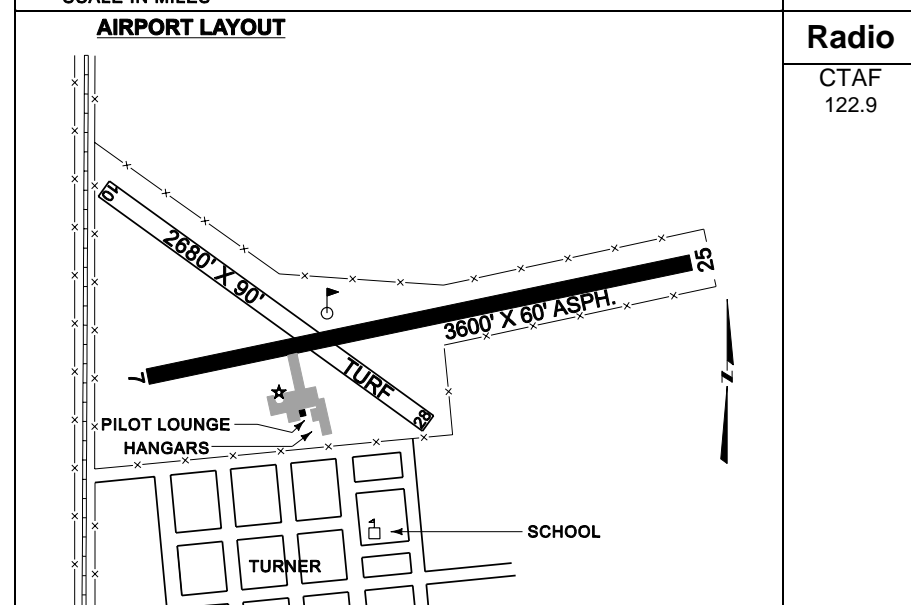 SCALE IN MILES
AIRPORT LAYOUT
Radio
CTAF
122.9
10
2680' X 90'
25
3600' X 60' ASPH.
7
TURF
28
N
PILOT LOUNGE
HANGARS
SCHOOL
TURNER